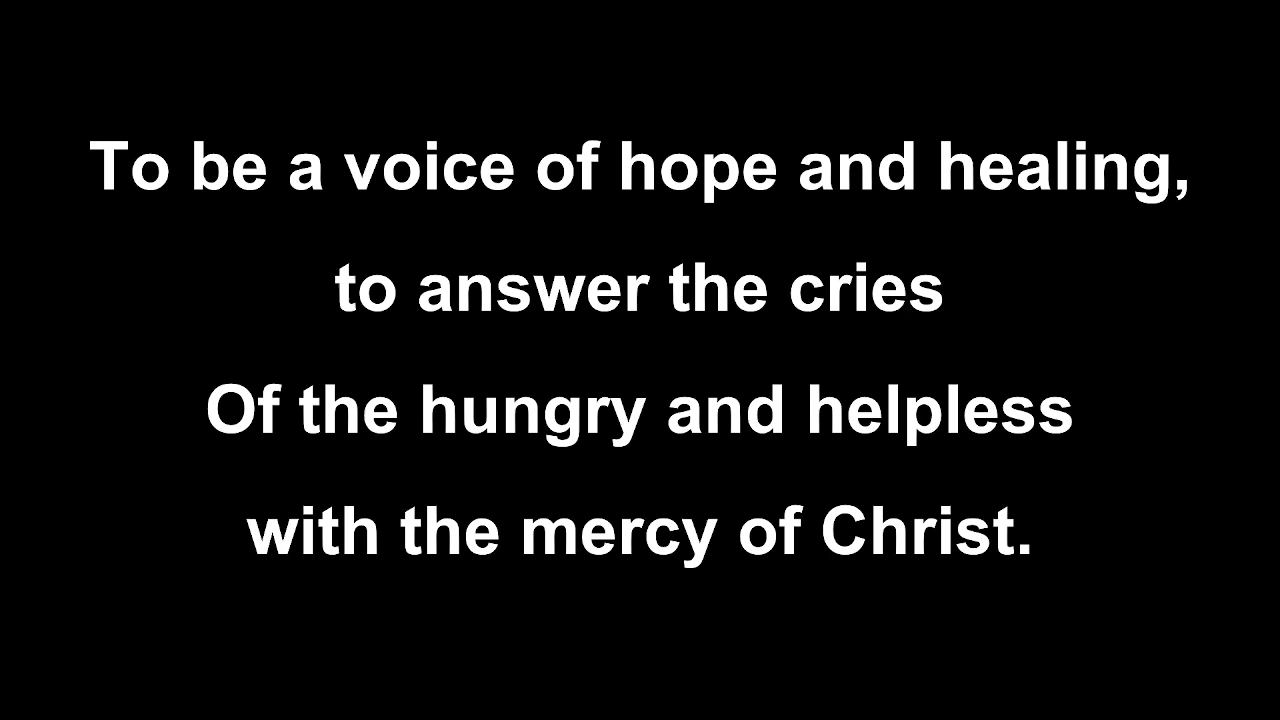 To be a voice of hope and healing,
to answer the cries
Of the hungry and helpless
with the mercy of Christ.